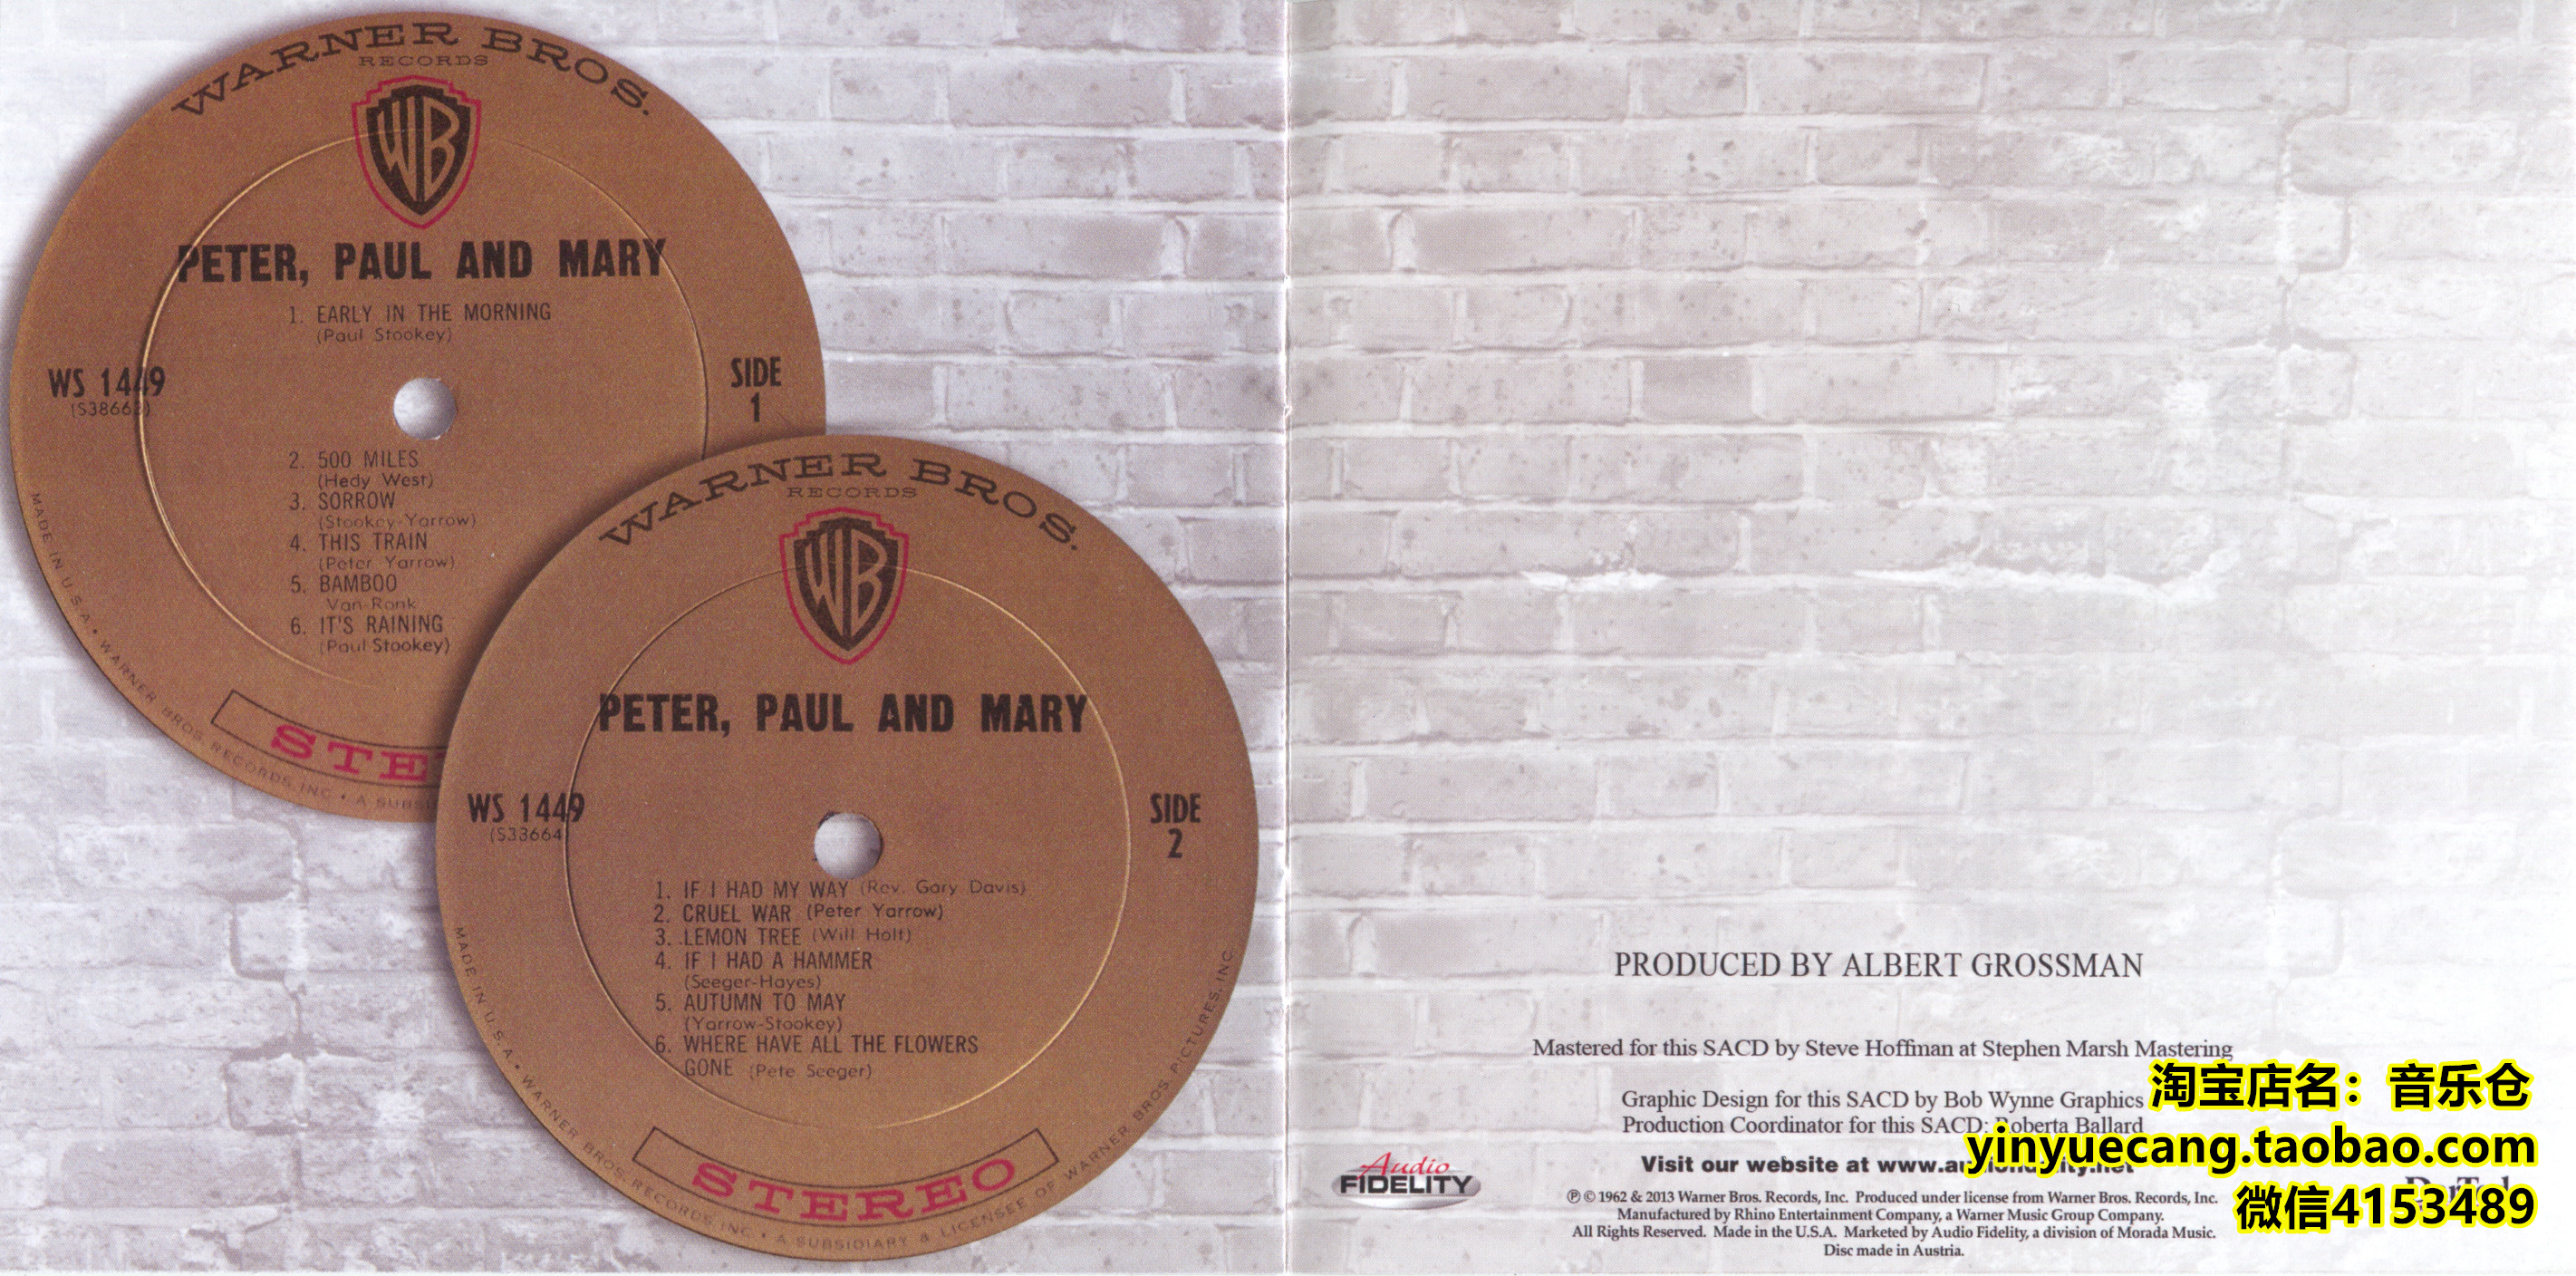 WARNER BROS.
RECORDS
WB
PETER, PAUL AND MARY
1. EARLY IN THE MORNING
(Paul Stookey)
WS 1449
SIDE
1
2. 500 MILES
(Hedy West)
3. SORROW
(Stookey-Yarrow)
4. THIS TRAIN
(Peter Yarrow)
5. BAMBOO
Van-Ronk
6. IT'S RAINING
(Paul Stookey)
MADE IN U.S.A. • WARNER BROS. RECORDS, INC. • A
WARNER BROS.
RECORDS
WB
PETER, PAUL AND MARY
WS 1449
SIDE
2
1. IF I HAD MY WAY (Rev. Gary Davis)
2. CRUEL WAR (Peter Yarrow)
3. LEMON TREE (Will Holt)
4. IF I HAD A HAMMER
(Seeger-Hayes)
5. AUTUMN TO MAY
(Yarrow-Stookey)
6. WHERE HAVE ALL THE FLOWERS
GONE (Pete Seeger)
STEREO
MADE IN U.S.A. • WARNER BROS. RECORDS, INC. • A SUBSIDIARY & LICENSEE OF WARNER BROS. PICTURES, INC.
PRODUCED BY ALBERT GROSSMAN
Mastered for this SACD by Steve Hoffman at Stephen Marsh Mastering
Graphic Design for this SACD by Bob Wynne Graphics
Production Coordinator for this SACD: Roberta Ballard
Visit our website at
Audio
FIDELITY
℗ © 1962 & 2013 Warner Bros. Records, Inc. Produced under license from Warner Bros. Records, Inc.
Manufactured by Rhino Entertainment Company, a Warner Music Group Company.
All Rights Reserved. Made in the U.S.A. Marketed by Audio Fidelity, a division of Morada Music.
Disc made in Austria.
淘宝店名：音乐仓
yinyuecang.taobao.com
微信4153489